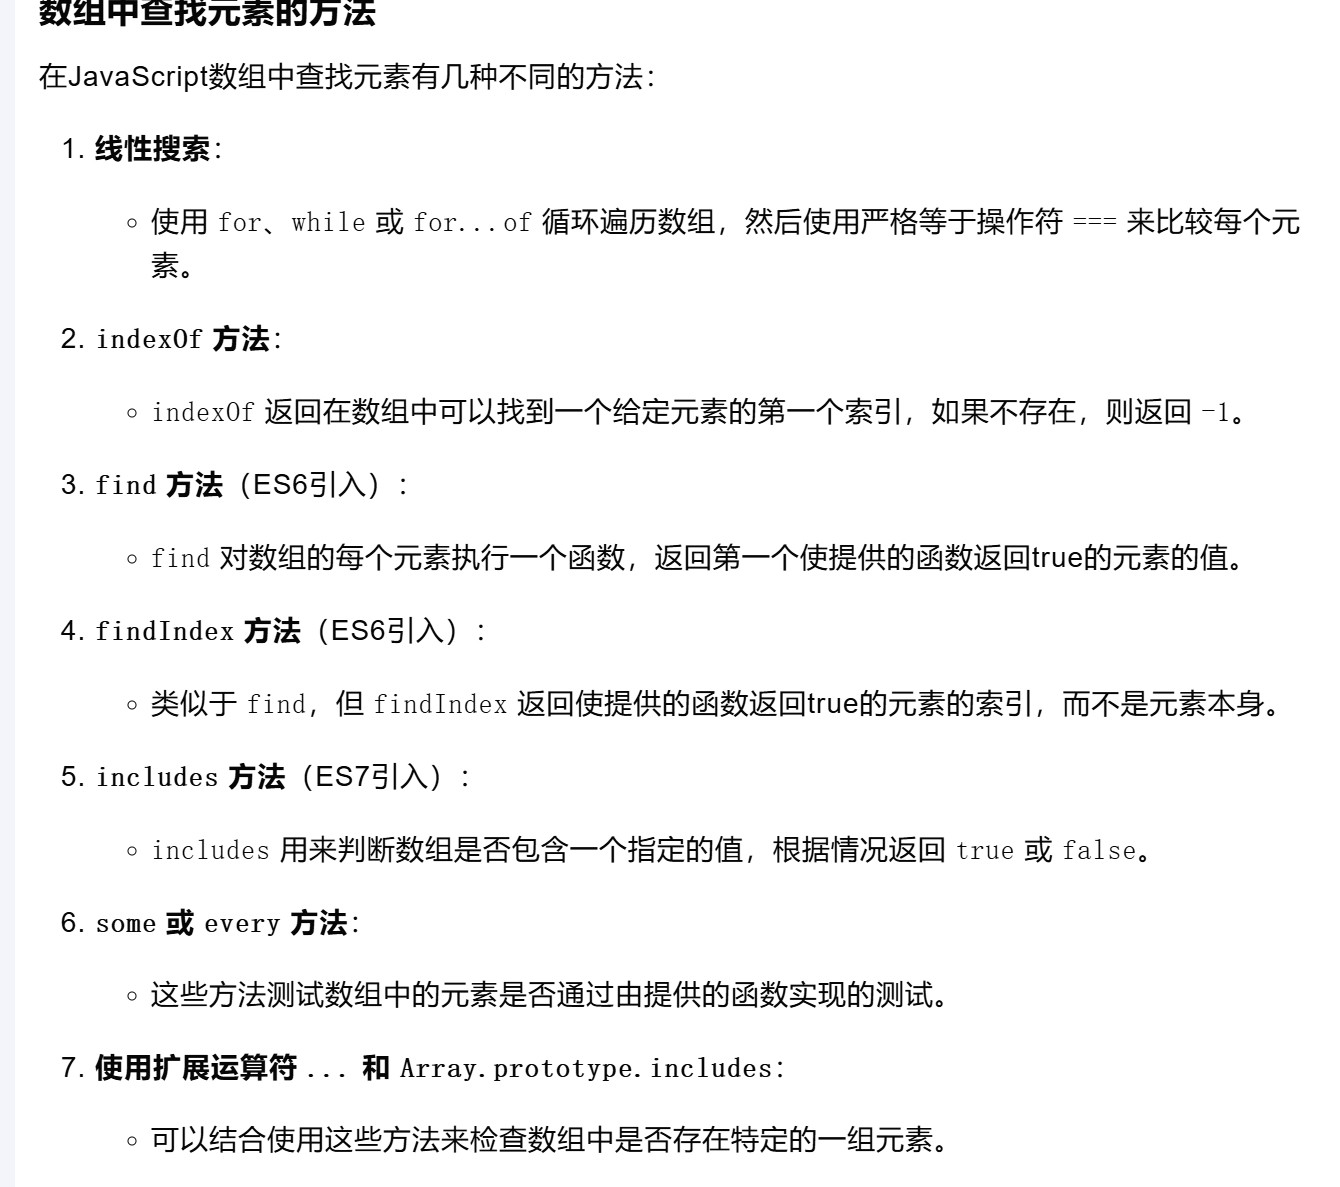 数组中查找元素的方法
在JavaScript数组中查找元素有几种不同的方法：
1. 线性搜索：
◦ 使用 for、while 或 for...of 循环遍历数组，然后使用严格等于操作符 === 来比较每个元
素。
2. indexOf 方法：
◦ indexOf 返回在数组中可以找到一个给定元素的第一个索引，如果不存在，则返回 -1。
3. find 方法（ES6引入）：
◦ find 对数组的每个元素执行一个函数，返回第一个使提供的函数返回true的元素的值。
4. findIndex 方法（ES6引入）：
◦ 类似于 find，但 findIndex 返回使提供的函数返回true的元素的索引，而不是元素本身。
5. includes 方法（ES7引入）：
◦ includes 用来判断数组是否包含一个指定的值，根据情况返回 true 或 false。
6. some 或 every 方法：
◦ 这些方法测试数组中的元素是否通过由提供的函数实现的测试。
7. 使用扩展运算符 ... 和 Array.prototype.includes：
◦ 可以结合使用这些方法来检查数组中是否存在特定的一组元素。